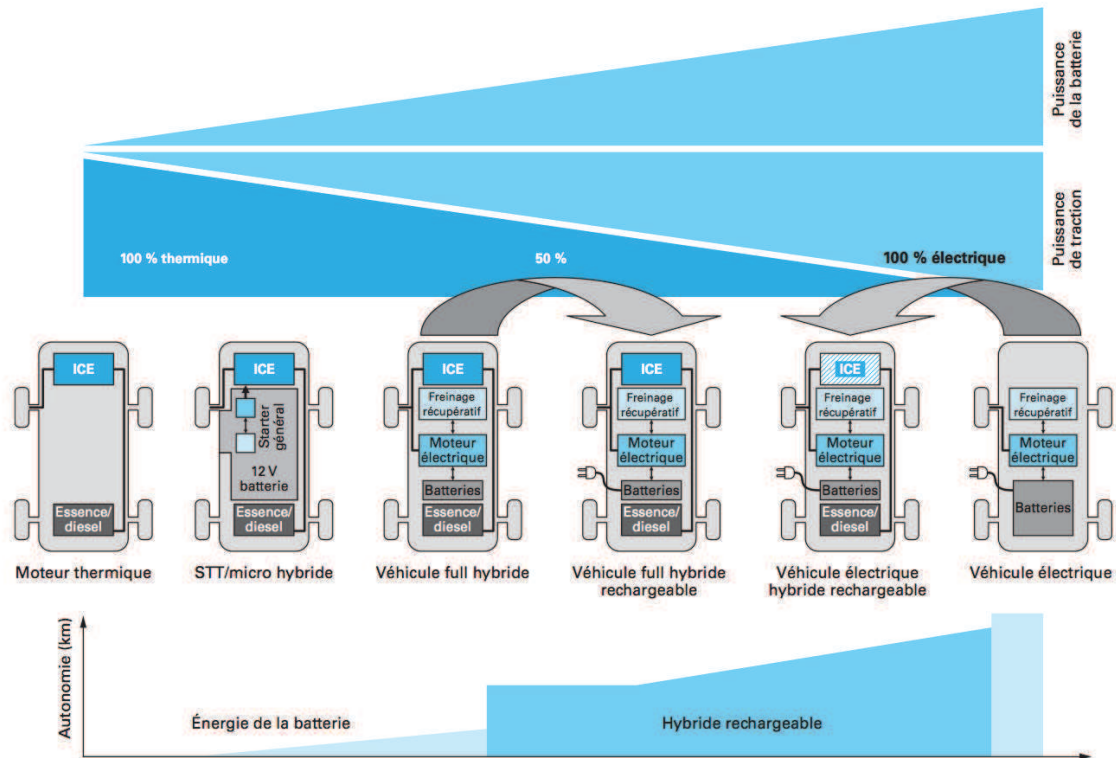 Puissance
de la batterie
Puissance
de traction
100 % thermique
50 %
100 % électrique
ICE
Essence/
diesel
Moteur thermique
ICE
Starter
général
12 V
batterie
Essence/
diesel
STT/micro hybride
ICE
Freinage
récupératif
Moteur
électrique
Batteries
Essence/
diesel
Véhicule full hybride
ICE
Freinage
récupératif
Moteur
électrique
Batteries
Essence/
diesel
Véhicule full hybride
rechargeable
ICE
Freinage
récupératif
Moteur
électrique
Batteries
Essence/
diesel
Véhicule électrique
hybride rechargeable
Freinage
récupératif
Moteur
électrique
Batteries
Véhicule électrique
Autonomie (km)
Énergie de la batterie
Hybride rechargeable